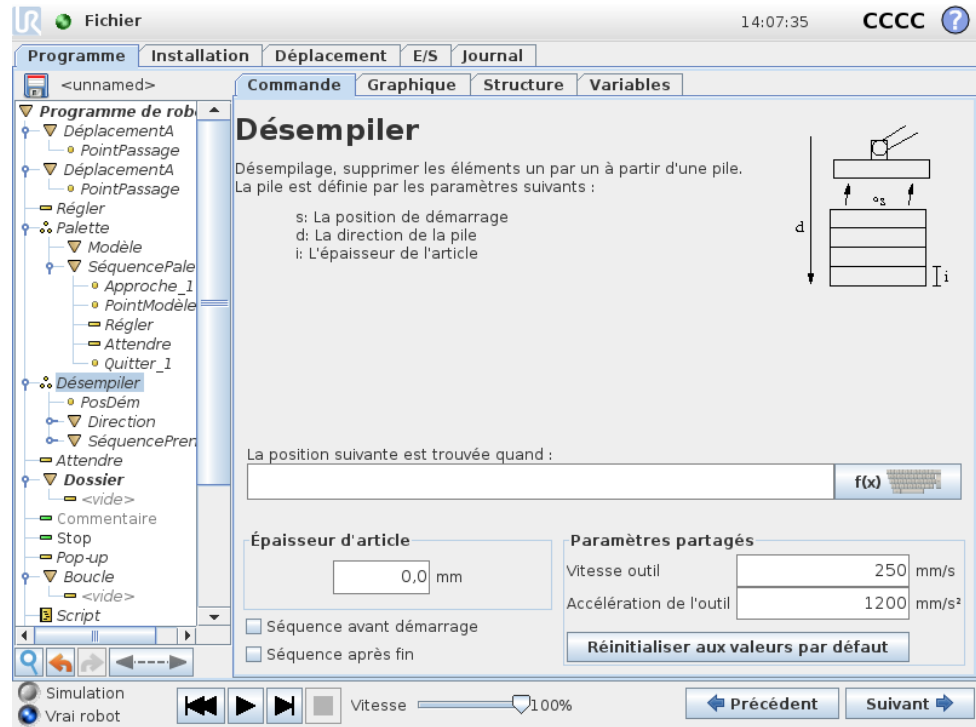 UR Fichier 14:07:35 CCCC ?
Programme Installation Déplacement E/S Journal
<unnamed>
Commande Graphique Structure Variables
Programme de rob
DéplacementA
PointPassage
DéplacementA
PointPassage
Régler
Palette
Modèle
SéquencePale
Approche_1
PointModèle
Régler
Attendre
Quitter_1
Désempiler
PosDém
Direction
SéquencePren
Attendre
Dossier
<vide>
Commentaire
Stop
Pop-up
Boucle
<vide>
Script
Désempiler
Désempilage, supprimer les éléments un par un à partir d'une pile.
La pile est définie par les paramètres suivants :
s: La position de démarrage
d: La direction de la pile
i: L'épaisseur de l'article
s
d
i
La position suivante est trouvée quand :
f(x)
Épaisseur d'article
0,0 mm
Séquence avant démarrage
Séquence après fin
Paramètres partagés
Vitesse outil 250 mm/s
Accélération de l'outil 1200 mm/s²
Réinitialiser aux valeurs par défaut
Simulation
Vrai robot
Vitesse 100%
Précédent Suivant